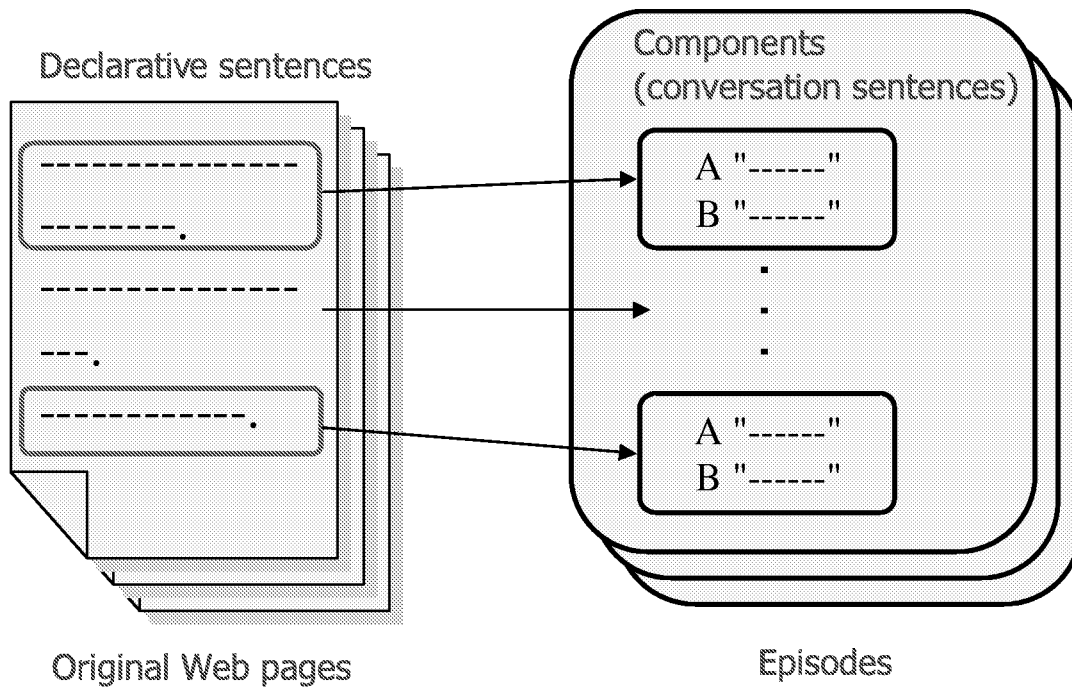 Declarative sentences
Components
(conversation sentences)
-----------------
---------.
-----------------
---.
-------------.
A "------"
B "------"
.
.
.
A "------"
B "------"
Original Web pages
Episodes